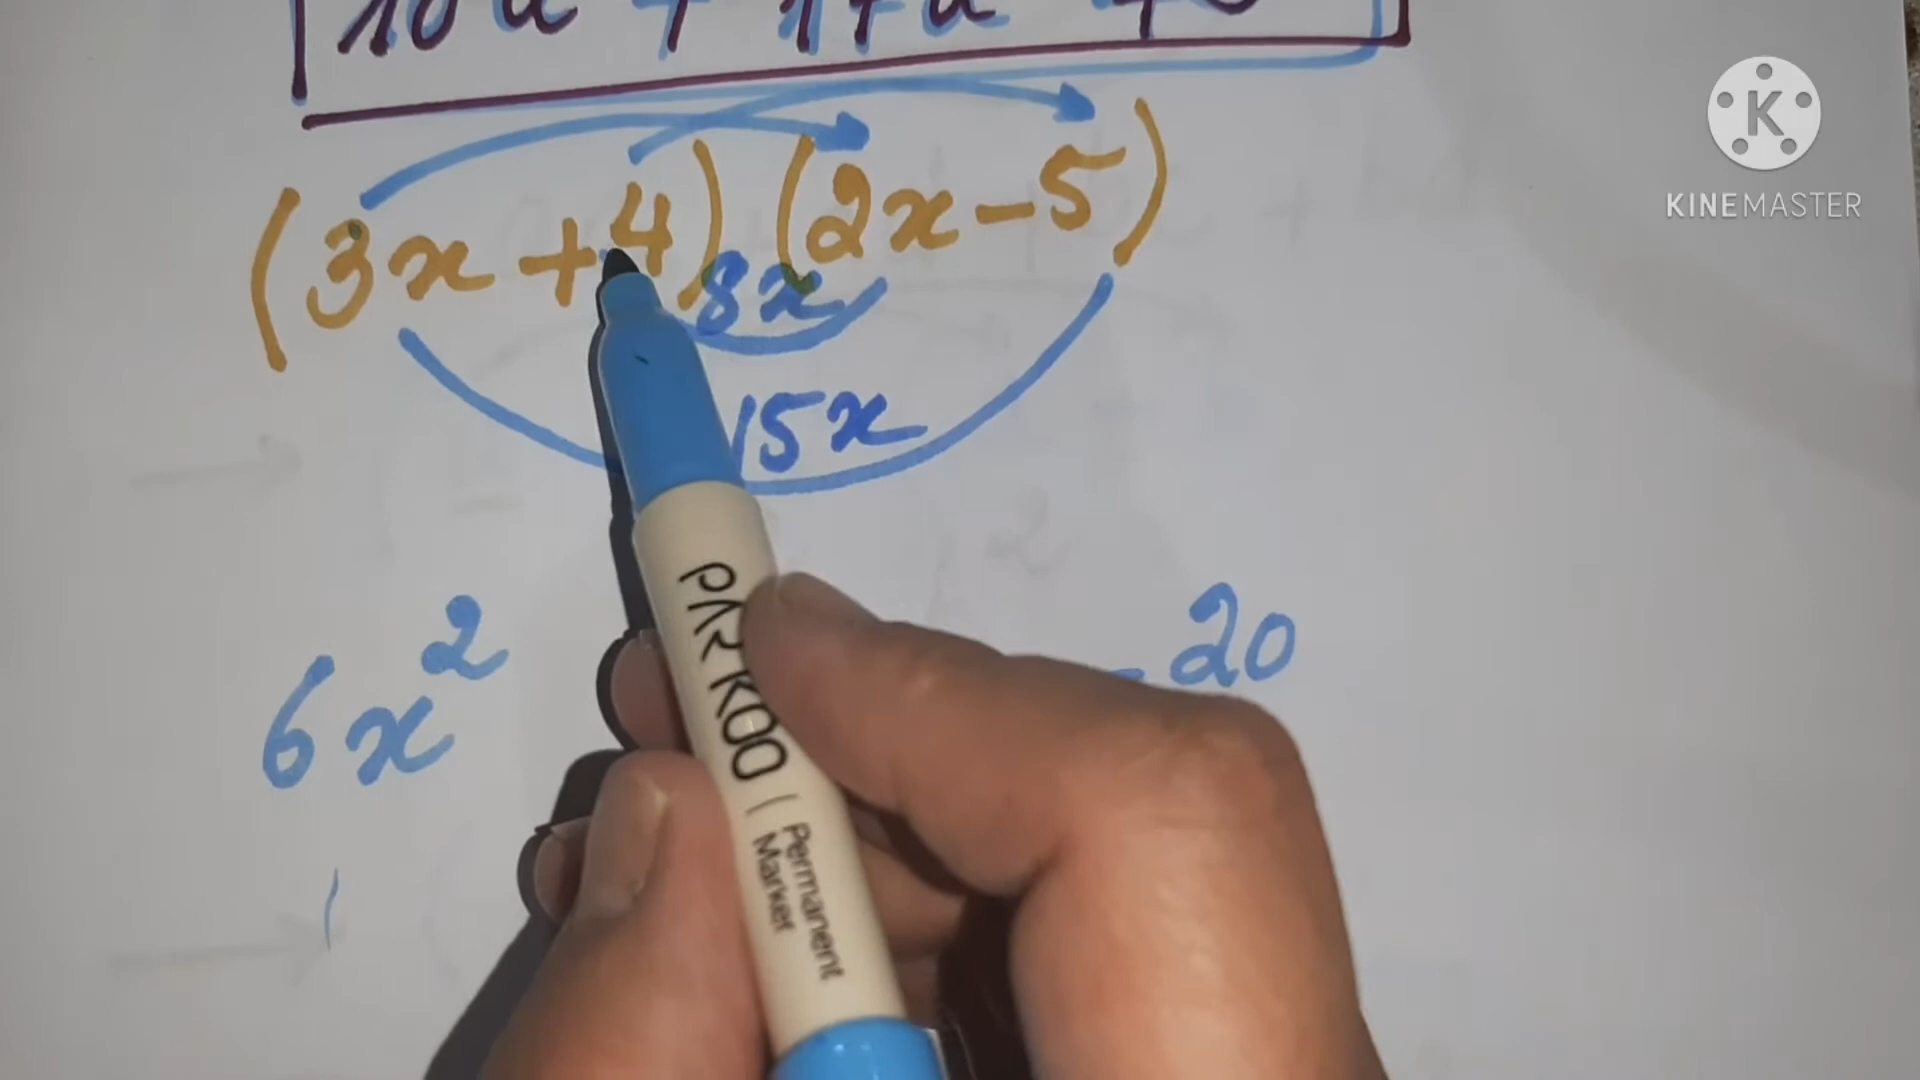 (3x+4)(2x-5)
8x
15x
6x² - 20
KINEMASTER
PARKOO | Permanent Marker